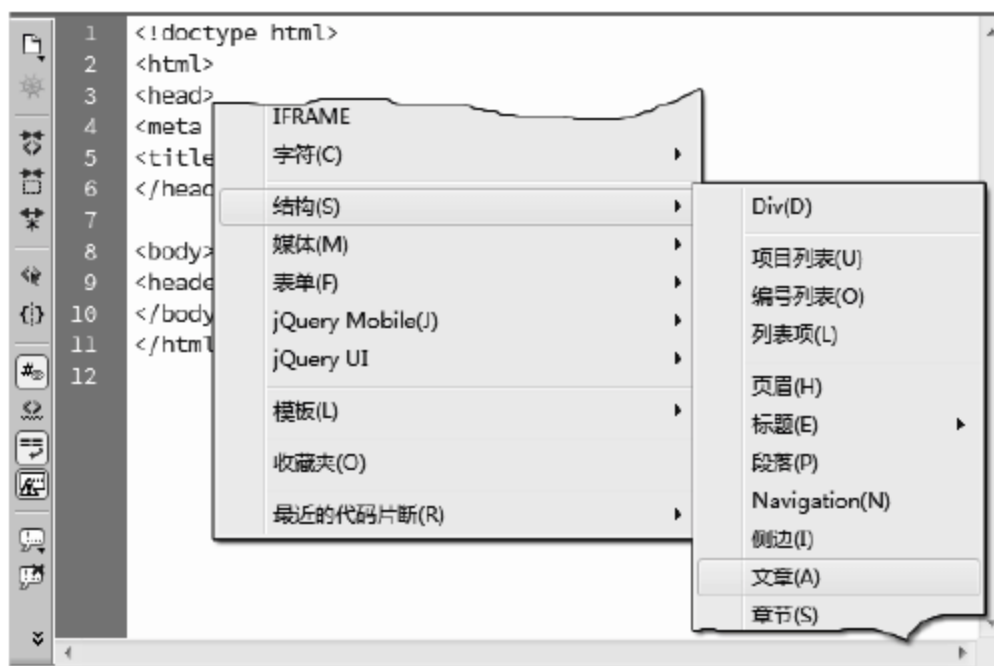 1 <!doctype html>
2 <html>
3 <head>
4 <meta
5 <title
6 </head
7
8 <body>
9 <heade
10 </body
11 </html
12
IFRAME
字符(C)
结构(S)
媒体(M)
表单(F)
jQuery Mobile(J)
jQuery UI
模板(L)
收藏夹(O)
最近的代码片断(R)
Div(D)
项目列表(U)
编号列表(O)
列表项(L)
页眉(H)
标题(E)
段落(P)
Navigation(N)
侧边(I)
文章(A)
章节(S)